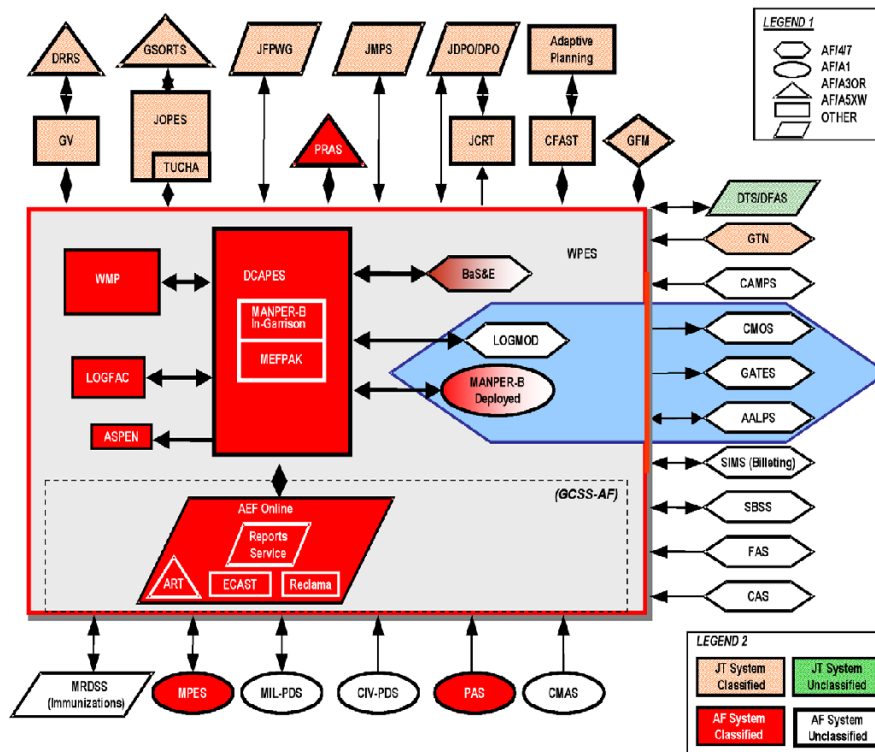 LEGEND 1
AF/4/7
AF/A1
AF/A3OR
AF/A5XW
OTHER
DRRS
GSORTS
JFPWG
JMPS
JDPO/DPO
Adaptive
Planning
GV
JOPES
TUCHA
PRAS
JCRT
CFAST
GFM
DTS/DFAS
GTN
CAMPS
CMOS
GATES
AALPS
SIMS (Billeting)
SBSS
FAS
CAS
WPES
WMP
DCAPES
MANPER-B
In-Garrison
MEFPAK
BaS&E
LOGMOD
MANPER-B
Deployed
LOGFAC
ASPEN
(GCSS-AF)
AEF Online
Reports
Service
ART
ECAST
Reclama
MRDSS
(Immunizations)
MPES
MIL-PDS
CIV-PDS
PAS
CMAS
LEGEND 2
JT System
Classified
JT System
Unclassified
AF System
Classified
AF System
Unclassified